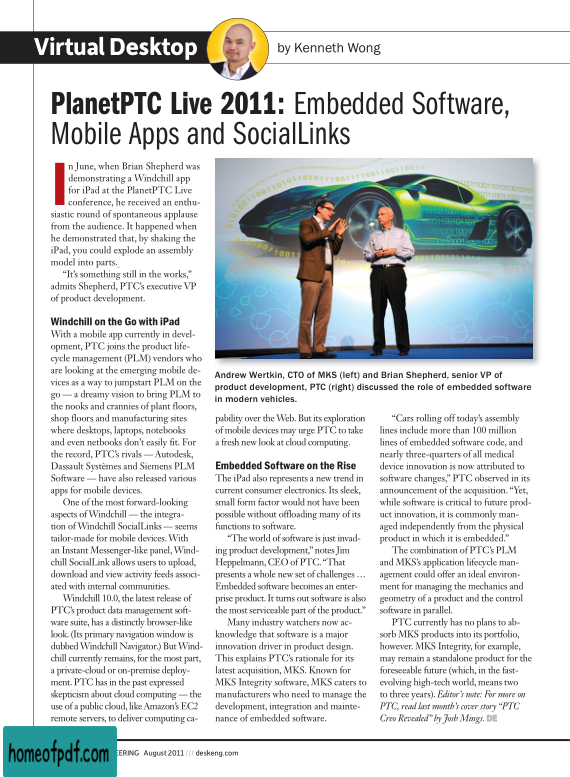 Virtual Desktop
by Kenneth Wong
PlanetPTC Live 2011: Embedded Software,
Mobile Apps and SocialLinks
In June, when Brian Shepherd was
demonstrating a Windchill app
for iPad at the PlanetPTC Live
conference, he received an enthu-
siastic round of spontaneous applause
from the audience. It happened when
he demonstrated that, by shaking the
iPad, you could explode an assembly
model into parts.
“It’s something still in the works,”
admits Shepherd, PTC’s executive VP
of product development.
Windchill on the Go with iPad
With a mobile app currently in devel-
opment, PTC joins the product life-
cycle management (PLM) vendors who
are looking at the emerging mobile de-
vices as a way to jumpstart PLM on the
go — a dreamy vision to bring PLM to
the nooks and crannies of plant floors,
shop floors and manufacturing sites
where desktops, laptops, notebooks
and even netbooks don’t easily fit. For
the record, PTC’s rivals — Autodesk,
Dassault Systèmes and Siemens PLM
Software — have also released various
apps for mobile devices.
One of the most forward-looking
aspects of Windchill — the integra-
tion of Windchill SocialLinks — seems
tailor-made for mobile devices. With
an Instant Messenger-like panel, Wind-
chill SocialLink allows users to upload,
download and view activity feeds associ-
ated with internal communities.
Windchill 10.0, the latest release of
PTC’s product data management soft-
ware suite, has a distinctly browser-like
look. (Its primary navigation window is
dubbed Windchill Navigator.) But Wind-
chill currently remains, for the most part,
a private-cloud or on-premise deploy-
ment. PTC has in the past expressed
skepticism about cloud computing — the
use of a public cloud, like Amazon’s EC2
remote servers, to deliver computing ca-
Andrew Wertkin, CTO of MKS (left) and Brian Shepherd, senior VP of
product development, PTC (right) discussed the role of embedded software
in modern vehicles.
pability over the Web. But its exploration
of mobile devices may urge PTC to take
a fresh new look at cloud computing.
Embedded Software on the Rise
The iPad also represents a new trend in
current consumer electronics. Its sleek,
small form factor would not have been
possible without offloading many of its
functions to software.
“The world of software is just invad-
ing product development,” notes Jim
Heppelmann, CEO of PTC. “That
presents a whole new set of challenges …
Embedded software becomes an enter-
prise product. It turns out software is also
the most serviceable part of the product.”
Many industry watchers now ac-
knowledge that software is a major
innovation driver in product design.
This explains PTC’s rationale for its
latest acquisition, MKS. Known for
MKS Integrity software, MKS caters to
manufacturers who need to manage the
development, integration and mainte-
nance of embedded software.
“Cars rolling off today’s assembly
lines include more than 100 million
lines of embedded software code, and
nearly three-quarters of all medical
device innovation is now attributed to
software changes,” PTC observed in its
announcement of the acquisition. “Yet,
while software is critical to future prod-
uct innovation, it is commonly man-
aged independently from the physical
product in which it is embedded.”
The combination of PTC’s PLM
and MKS’s application lifecycle man-
agement could offer an ideal environ-
ment for managing the mechanics and
geometry of a product and the control
software in parallel.
PTC currently has no plans to ab-
sorb MKS products into its portfolio,
however. MKS Integrity, for example,
may remain a standalone product for the
foreseeable future (which, in the fast-
evolving high-tech world, means two
to three years). Editor’s note: For more on
PTC, read last month’s cover story “PTC
Creo Revealed” by Josh Mings. DE
homeofpdf.com
EERING August 2011 /// deskeng.com